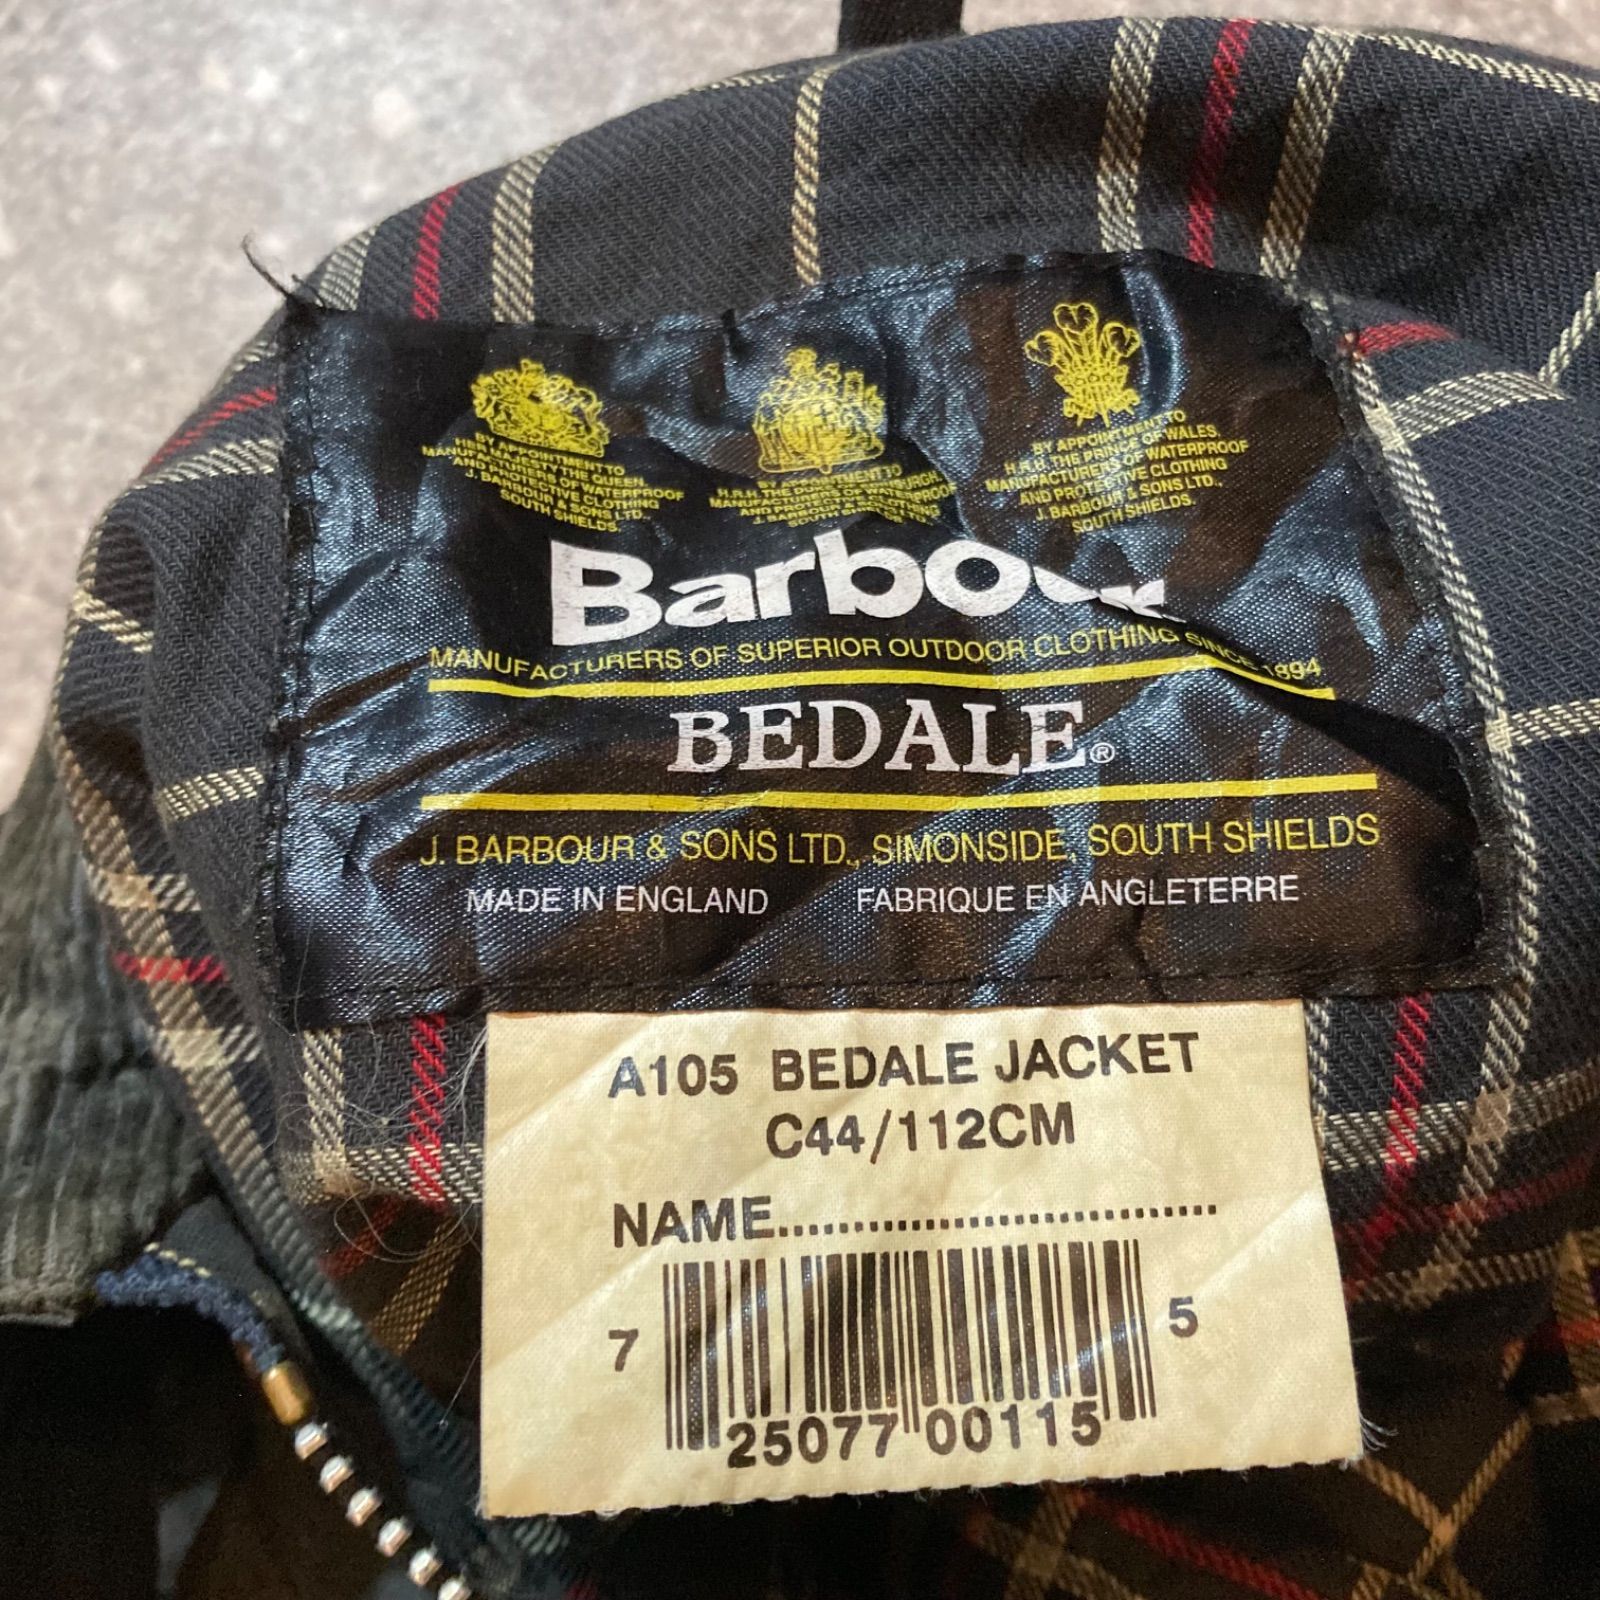 BY APPOINTMENT TO
HER MAJESTY THE QUEEN
MANUFACTURERS OF WATERPROOF
AND PROTECTIVE CLOTHING
J. BARBOUR & SONS LTD.,
SOUTH SHIELDS.
BY APPOINTMENT TO
H.R.H. THE
MANUFACTURERS OF WATERPROOF
AND PROTECTIVE CLOTHING
J. BARBOUR & SONS LTD.,
SOUTH SHIELDS.
BY APPOINTMENT TO
H.R.H. THE PRINCE OF WALES.
MANUFACTURERS OF WATERPROOF
AND PROTECTIVE CLOTHING
J. BARBOUR & SONS LTD.,
SOUTH SHIELDS.
Barbour
MANUFACTURERS OF SUPERIOR OUTDOOR CLOTHING SINCE 1894
BEDALE®
J. BARBOUR & SONS LTD., SIMONSIDE, SOUTH SHIELDS
MADE IN ENGLAND FABRIQUE EN ANGLETERRE
A105 BEDALE JACKET
C44/112CM
NAME..............................
7 25077 00115 5